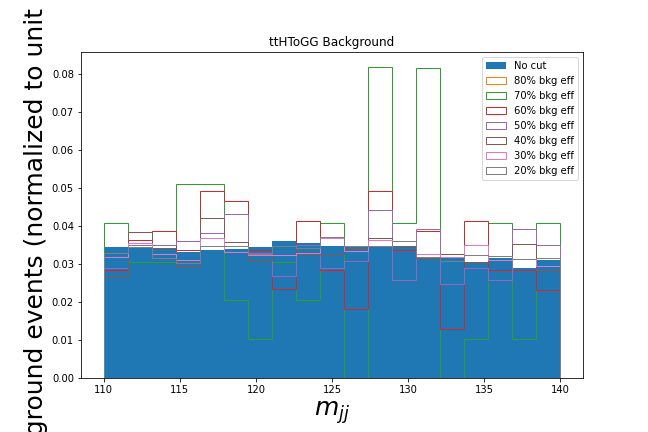 ttHToGG Background
ground events (normalized to unit
0.08
0.07
0.06
0.05
0.04
0.03
0.02
0.01
0.00
110
115
120
125
130
135
140
m_{jj}
No cut
80% bkg eff
70% bkg eff
60% bkg eff
50% bkg eff
40% bkg eff
30% bkg eff
20% bkg eff